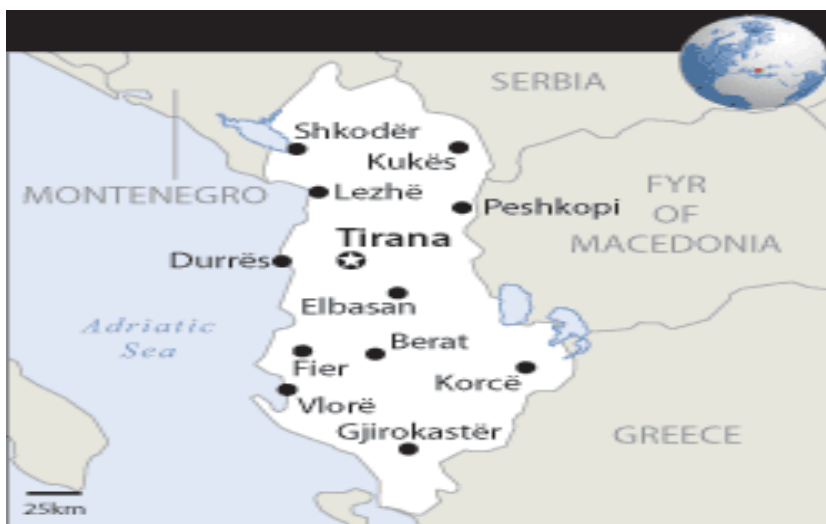 SERBIA
Shkodër
Kukës
MONTENEGRO
Lezhë
Peshkopi
FYR
OF
MACEDONIA
Tirana
Durrës
Elbasan
Adriatic
Sea
Berat
Fier
Korcë
Vlorë
Gjirokastër
GREECE
25km